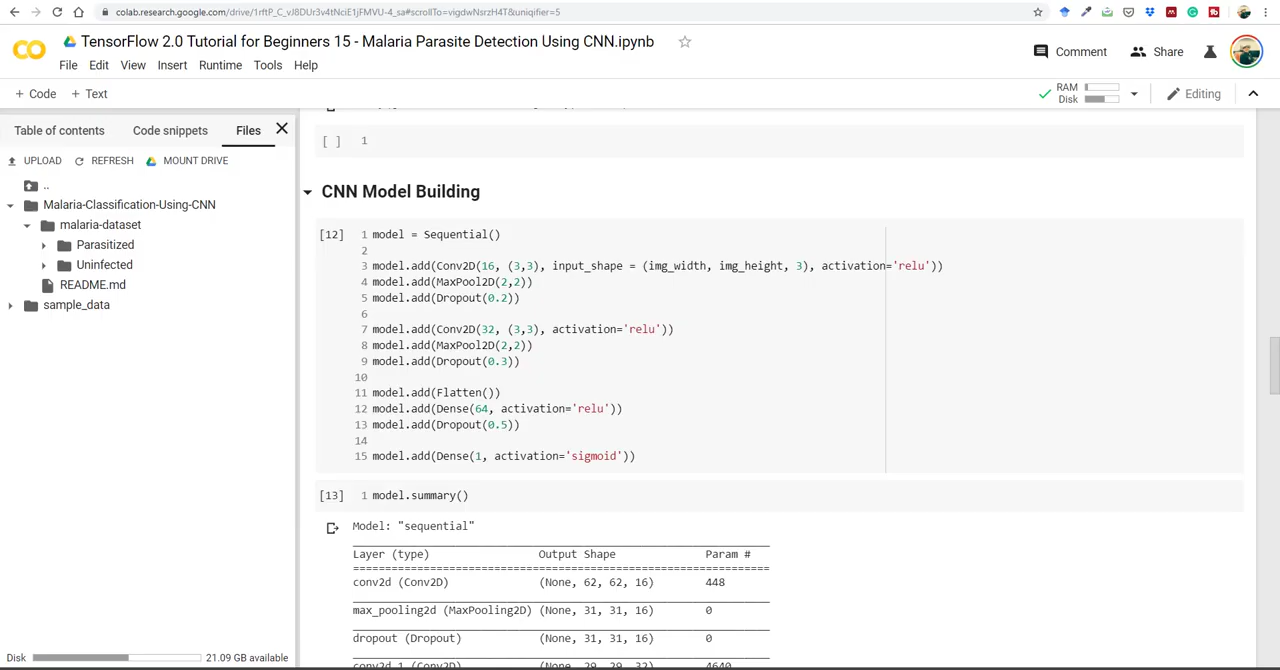 colab.research.google.com/drive/1rftP_C_vJ8DUr3v4tNciE1jFMVU-4_sa#scrollTo=vigdwNsrzH4T&uniqifier=5
CO
TensorFlow 2.0 Tutorial for Beginners 15 - Malaria Parasite Detection Using CNN.ipynb
Comment
Share
File Edit View Insert Runtime Tools Help
+ Code + Text
RAM
Disk
Editing
Table of contents Code snippets Files
UPLOAD REFRESH MOUNT DRIVE
..
Malaria-Classification-Using-CNN
malaria-dataset
Parasitized
Uninfected
README.md
sample_data
Disk 21.09 GB available
[ ] 1
CNN Model Building
[12] 1 model = Sequential()
2
3 model.add(Conv2D(16, (3,3), input_shape = (img_width, img_height, 3), activation='relu'))
4 model.add(MaxPool2D(2,2))
5 model.add(Dropout(0.2))
6
7 model.add(Conv2D(32, (3,3), activation='relu'))
8 model.add(MaxPool2D(2,2))
9 model.add(Dropout(0.3))
10
11 model.add(Flatten())
12 model.add(Dense(64, activation='relu'))
13 model.add(Dropout(0.5))
14
15 model.add(Dense(1, activation='sigmoid'))
[13] 1 model.summary()
Model: "sequential"
Layer (type) Output Shape Param #
=================================================================
conv2d (Conv2D) (None, 62, 62, 16) 448
max_pooling2d (MaxPooling2D) (None, 31, 31, 16) 0
dropout (Dropout) (None, 31, 31, 16) 0
conv2d_1 (Conv2D) (None, 29, 29, 32) 4640